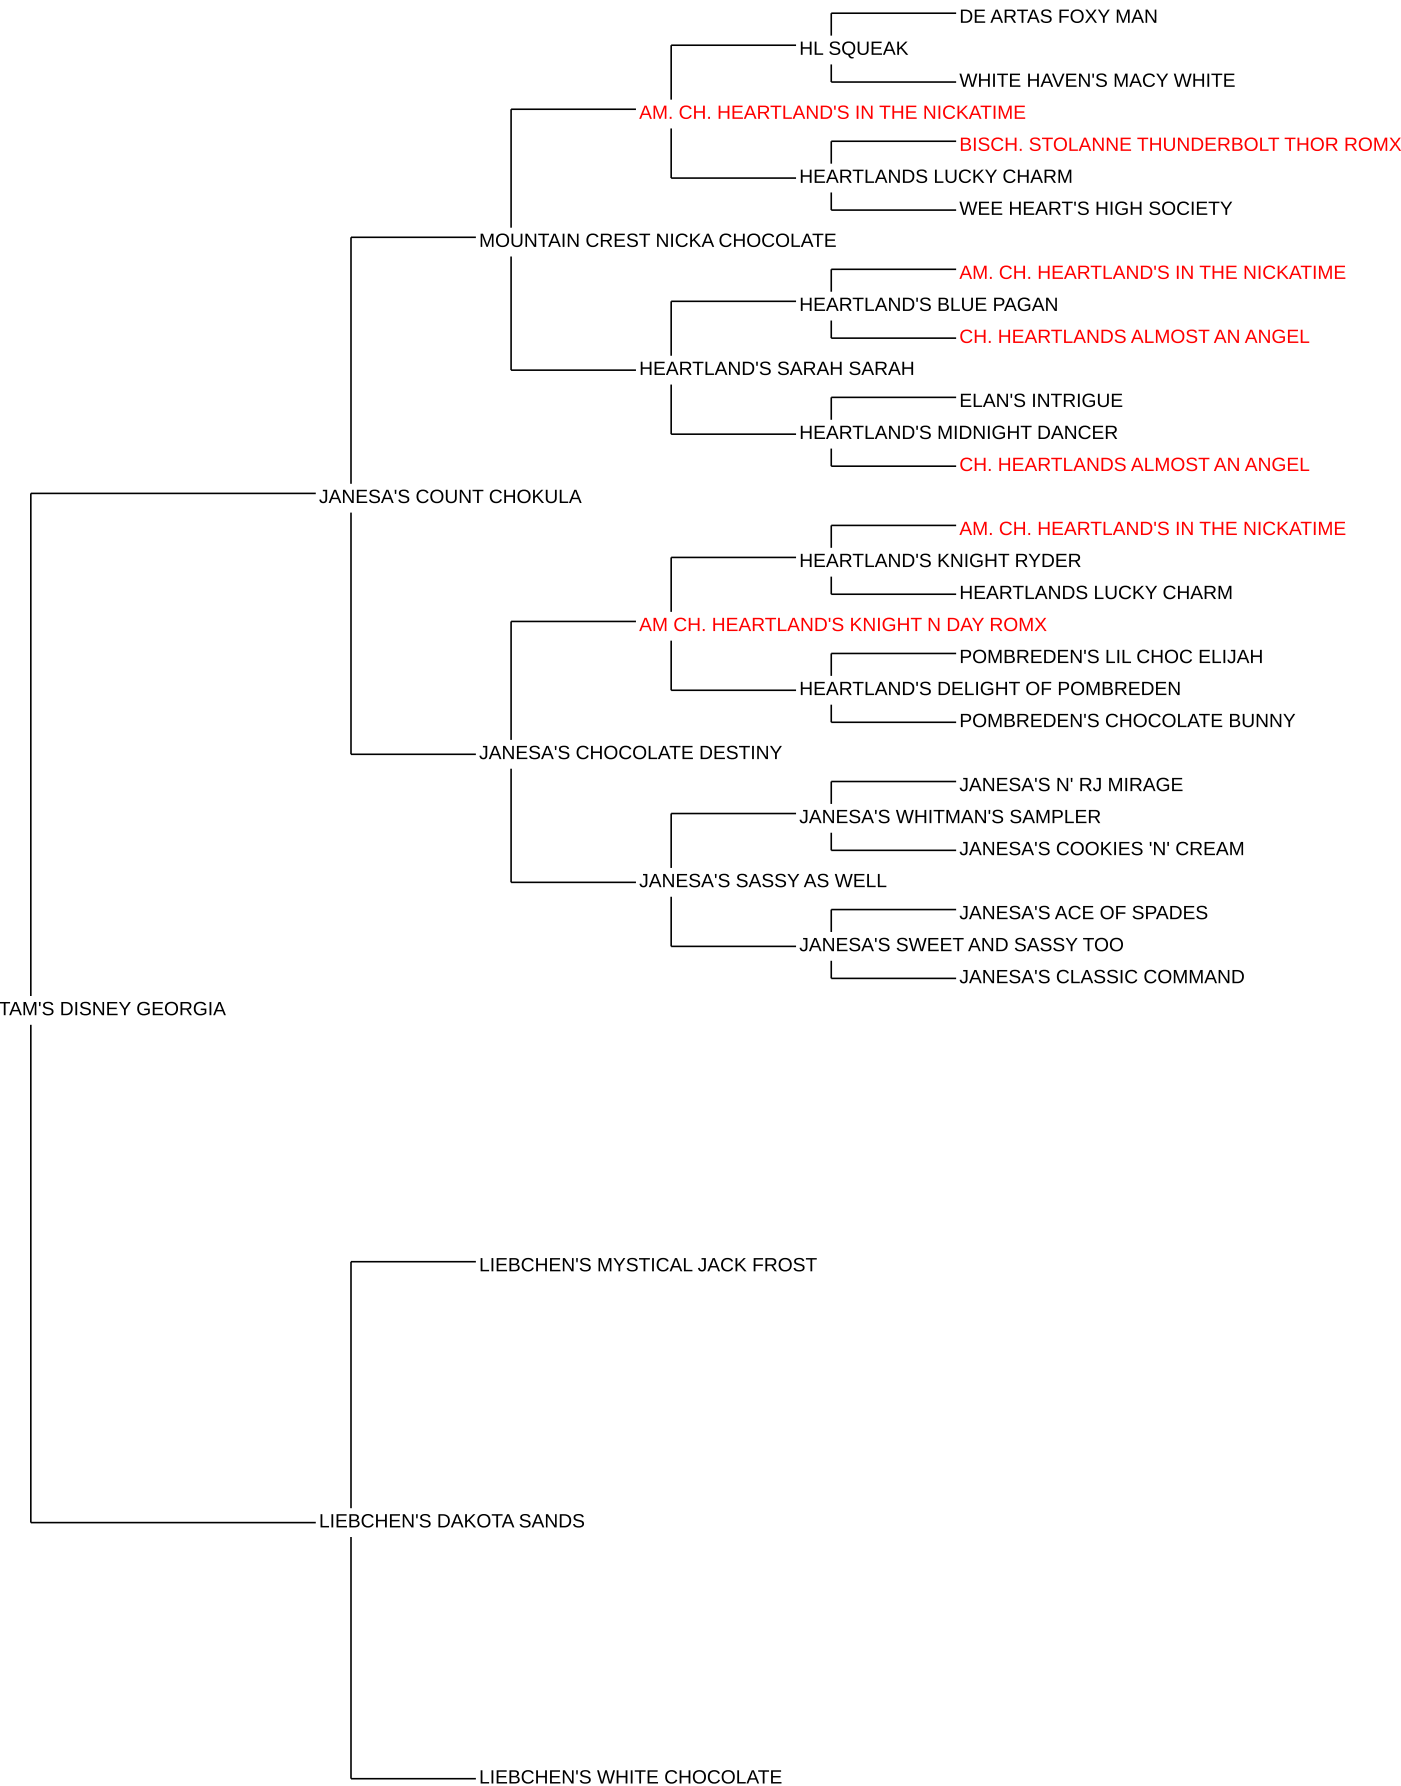 DE ARTAS FOXY MAN
HL SQUEAK
WHITE HAVEN'S MACY WHITE
AM. CH. HEARTLAND'S IN THE NICKATIME
BISCH. STOLANNE THUNDERBOLT THOR ROMX
HEARTLANDS LUCKY CHARM
WEE HEART'S HIGH SOCIETY
MOUNTAIN CREST NICKA CHOCOLATE
AM. CH. HEARTLAND'S IN THE NICKATIME
HEARTLAND'S BLUE PAGAN
CH. HEARTLANDS ALMOST AN ANGEL
HEARTLAND'S SARAH SARAH
ELAN'S INTRIGUE
HEARTLAND'S MIDNIGHT DANCER
CH. HEARTLANDS ALMOST AN ANGEL
JANESA'S COUNT CHOKULA
AM. CH. HEARTLAND'S IN THE NICKATIME
HEARTLAND'S KNIGHT RYDER
HEARTLANDS LUCKY CHARM
AM CH. HEARTLAND'S KNIGHT N DAY ROMX
POMBREDEN'S LIL CHOC ELIJAH
HEARTLAND'S DELIGHT OF POMBREDEN
POMBREDEN'S CHOCOLATE BUNNY
JANESA'S CHOCOLATE DESTINY
JANESA'S N' RJ MIRAGE
JANESA'S WHITMAN'S SAMPLER
JANESA'S COOKIES 'N' CREAM
JANESA'S SASSY AS WELL
JANESA'S ACE OF SPADES
JANESA'S SWEET AND SASSY TOO
JANESA'S CLASSIC COMMAND
TAM'S DISNEY GEORGIA
LIEBCHEN'S MYSTICAL JACK FROST
LIEBCHEN'S DAKOTA SANDS
LIEBCHEN'S WHITE CHOCOLATE